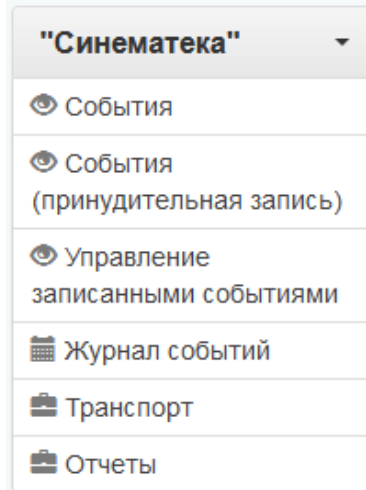 "Синематека"
События
События
(принудительная запись)
Управление
записанными событиями
Журнал событий
Транспорт
Отчеты